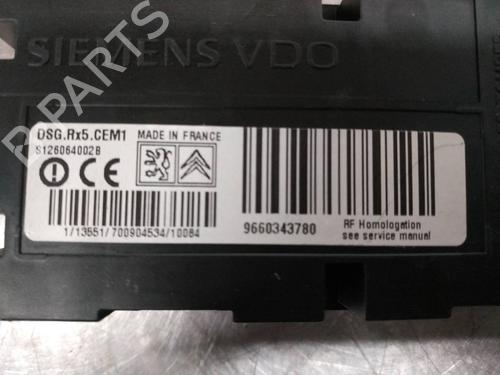 SIEMENS VDO
DSG.Rx5.CEM1 MADE IN FRANCE
S126064002B
CE
1/13551/700904534/10084
9660343780
RF Homologation
see service manual
B PARTS